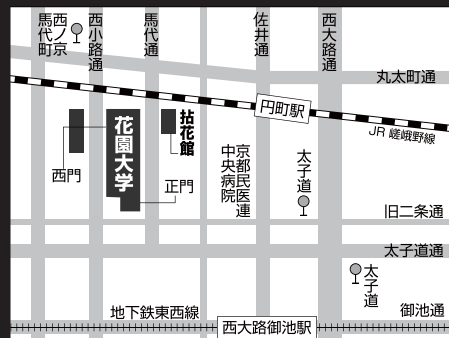 西ノ京
馬代町
西小路通
馬代通
佐井通
西大路通
丸太町通
円町駅
JR 嵯峨野線
花園大学
拈花館
西門
正門
京都民医連
中央病院
太子道
旧二条通
太子道通
太子道
御池通
地下鉄東西線
西大路御池駅